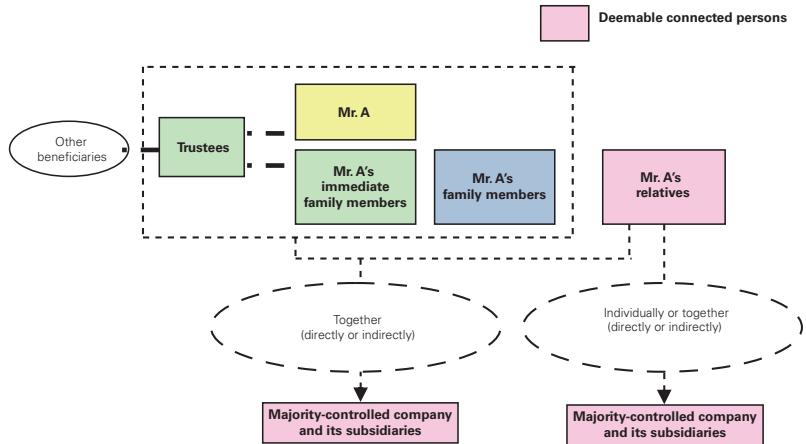 Deemable connected persons
Mr. A
Other
beneficiaries
Trustees
Mr. A's
immediate
family members
Mr. A's
family members
Mr. A's
relatives
Together
(directly or indirectly)
Individually or together
(directly or indirectly)
Majority-controlled company
and its subsidiaries
Majority-controlled company
and its subsidiaries